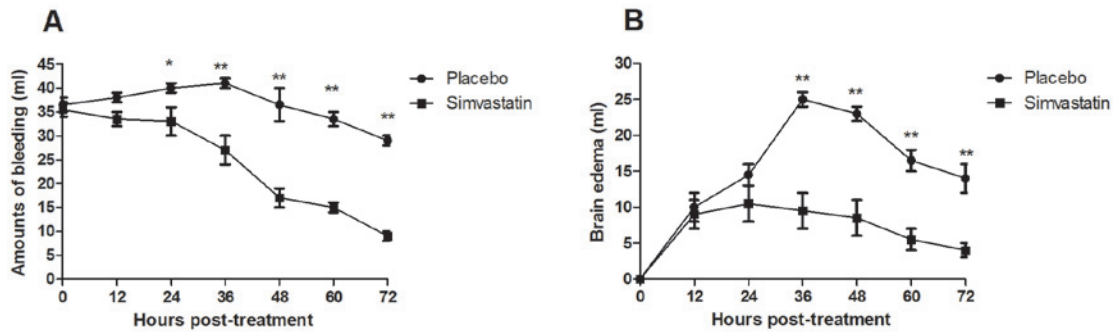 A
Amounts of bleeding (ml)
45
40
35
30
25
20
15
10
5
0
0 12 24 36 48 60 72
Hours post-treatment
* ** ** ** **
Placebo
Simvastatin
B
Brain edema (ml)
30
25
20
15
10
5
0
0 12 24 36 48 60 72
Hours post-treatment
** ** ** **
Placebo
Simvastatin